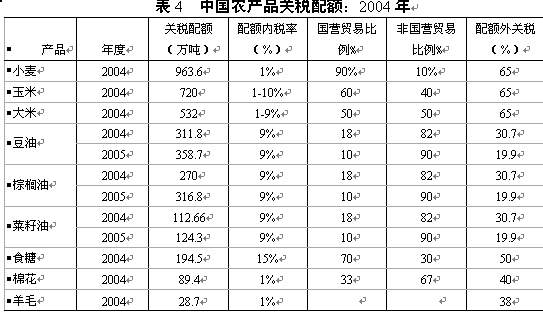 表 4 中国农产品关税配额：2004 年
产品 年度 关税配额（万吨） 配额内税率（%） 国营贸易比例% 非国营贸易比例% 配额外关税（%）
小麦 2004 963.6 1% 90% 10% 65
玉米 2004 720 1-10% 60 40 65
大米 2004 532 1-9% 50 50 65
豆油 2004 311.8 9% 18 82 30.7
2005 358.7 9% 10 90 19.9
棕榈油 2004 270 9% 18 82 30.7
2005 316.8 9% 10 90 19.9
菜籽油 2004 112.66 9% 18 82 30.7
2005 124.3 9% 10 90 19.9
食糖 2004 194.5 15% 70 30 50
棉花 2004 89.4 1% 33 67 40
羊毛 2004 28.7 1% 38